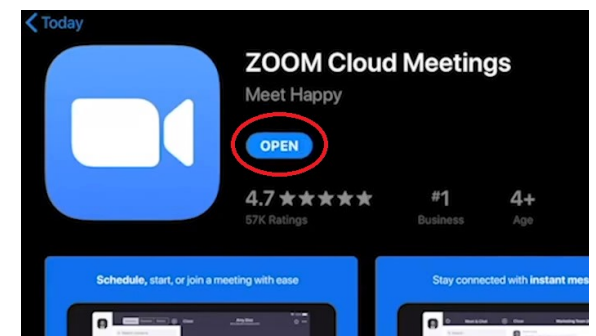 Today
ZOOM Cloud Meetings
Meet Happy
OPEN
4.7 ★★★★★
#1
4+
57K Ratings
Business
Age
Schedule, start, or join a meeting with ease
Stay connected with instant mes